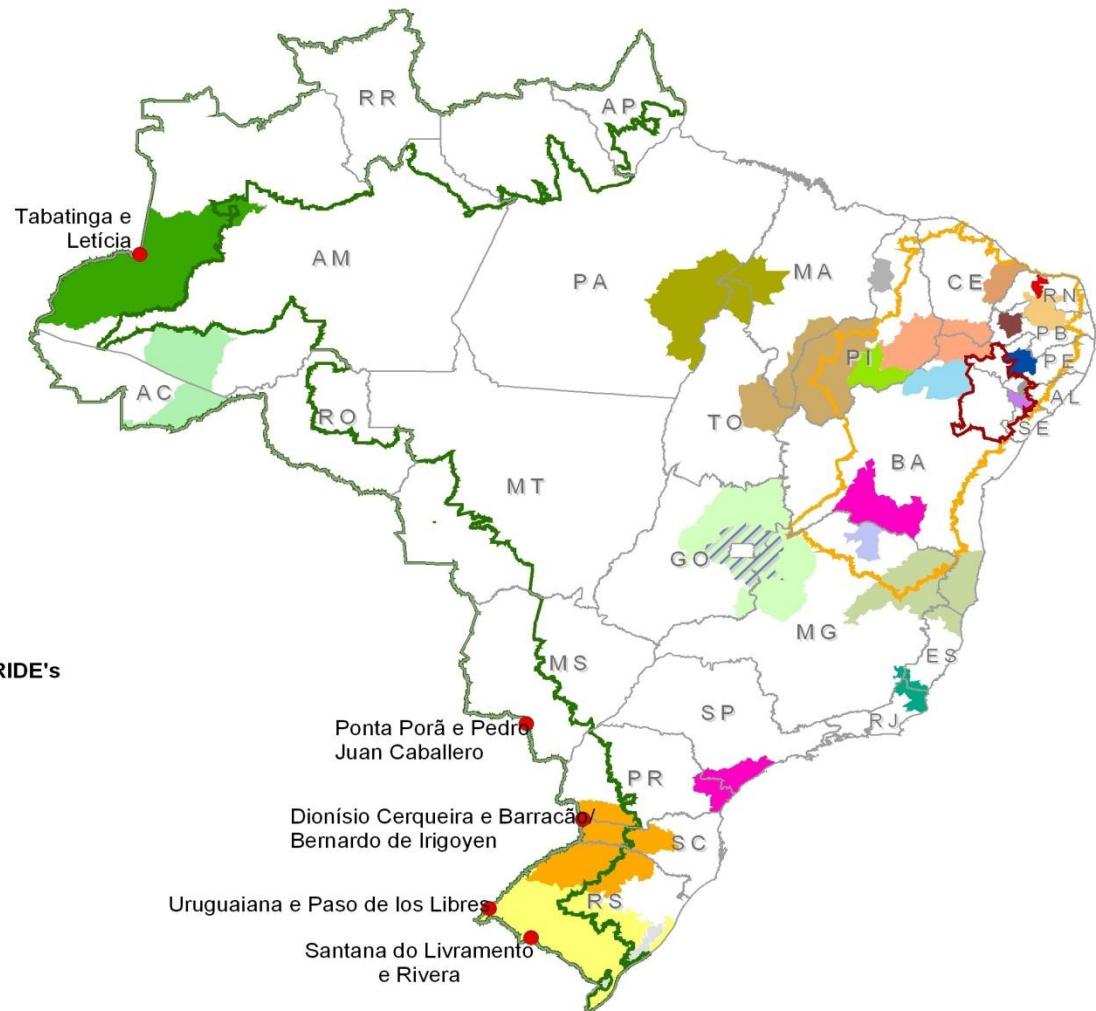 RR
AP
Tabatinga e
Letícia
AM
PA
MA
CE
RN
PB
PI
PE
AC
AL
TO
SE
RO
BA
MT
GO
MG
RIDE's
MS
ES
SP
Ponta Porã e Pedro
Juan Caballero
RJ
PR
Dionísio Cerqueira e Barracão/
Bernardo de Irigoyen
SC
Uruguaiana e Paso de los Libres
RS
Santana do Livramento
e Rivera